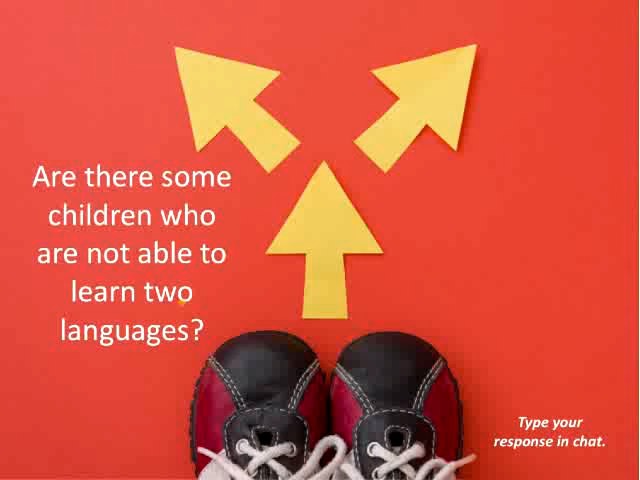 Are there some
children who
are not able to
learn two
languages?
Type your
response in chat.